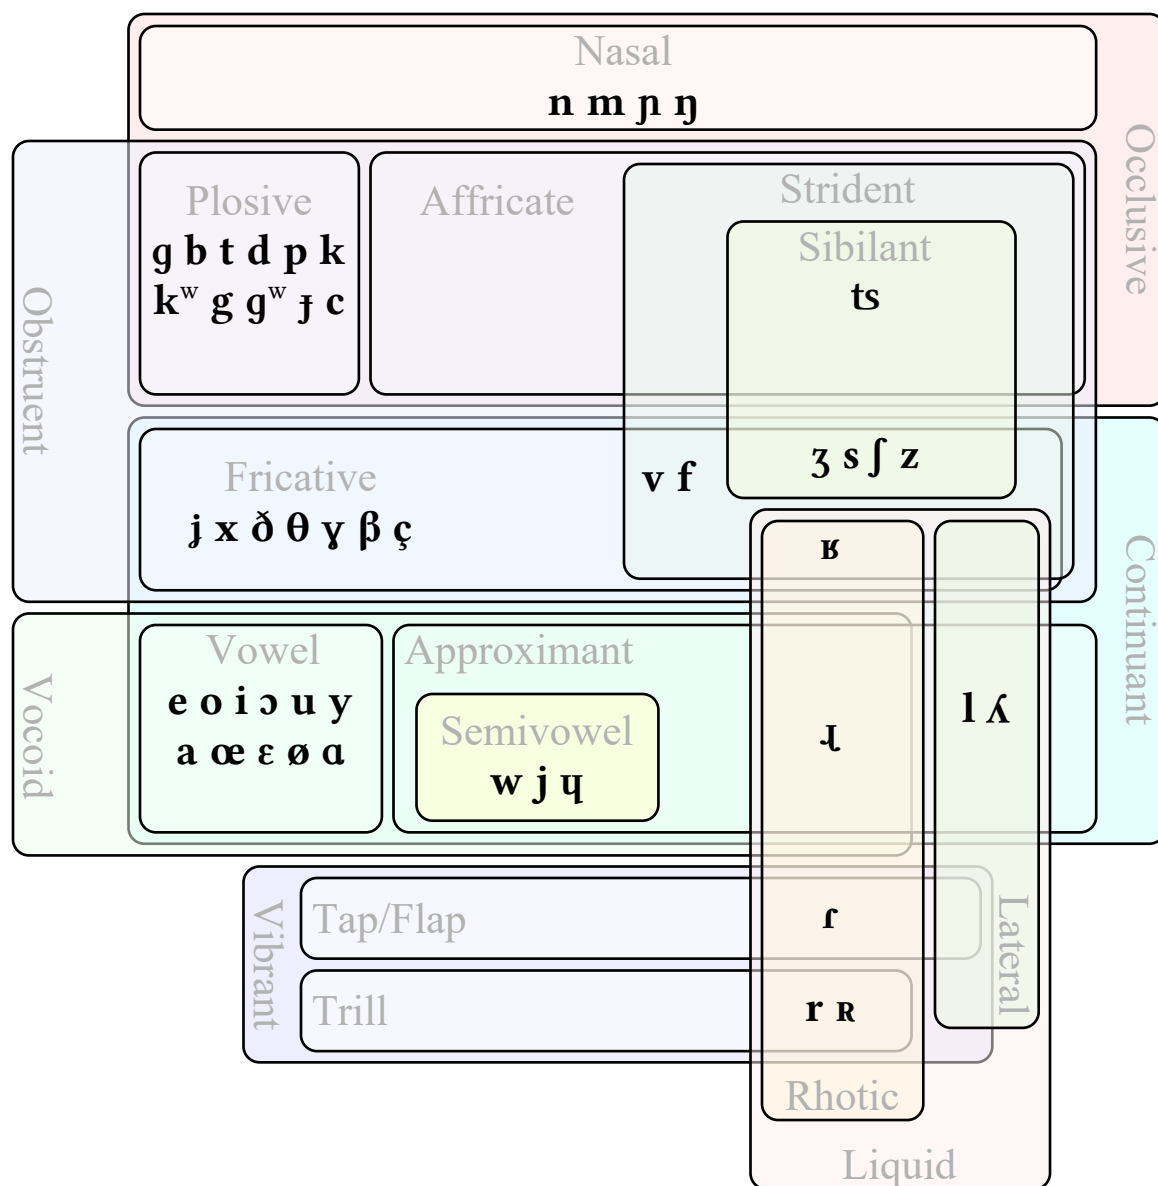 Nasal
n m ɲ ŋ
Occlusive
Obstruent
Plosive
ɡ b t d p k
kʷ g ɡʷ ɟ c
Affricate
Strident
Sibilant
ʦ
Fricative
ʝ x ð θ ɣ β ç
v f
ʒ s ʃ z
Continuant
ʁ
Vocoid
Vowel
e o i ɔ u y
a œ ɛ ø ɑ
Approximant
Semivowel
w j ɥ
ɻ
l ʎ
Vibrant
Tap/Flap
ɾ
Lateral
Trill
r ʀ
Rhotic
Liquid